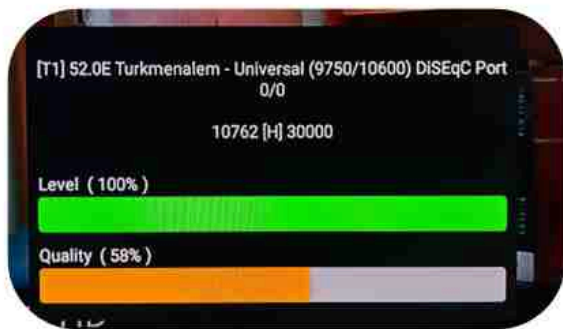 [T1] 52.0E Turkmenalem - Universal (9750/10600) DiSEqC Port
0/0
10762 [H] 30000
Level ( 100% )
Quality ( 58% )